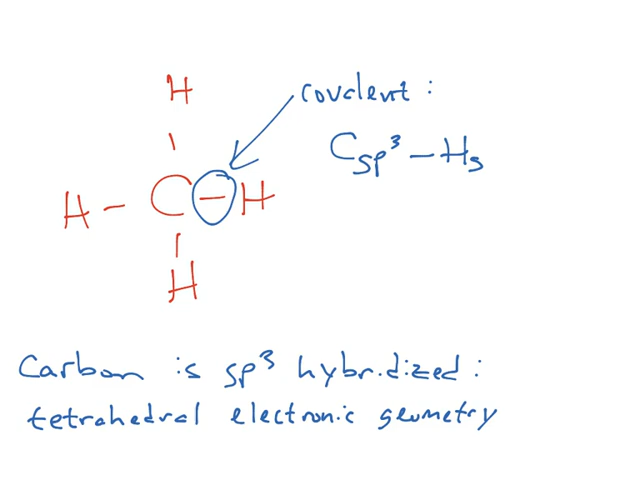 H
covalent :
Csp³ – Hs
H – C – H
H
Carbon is sp³ hybridized :
tetrahedral electronic geometry